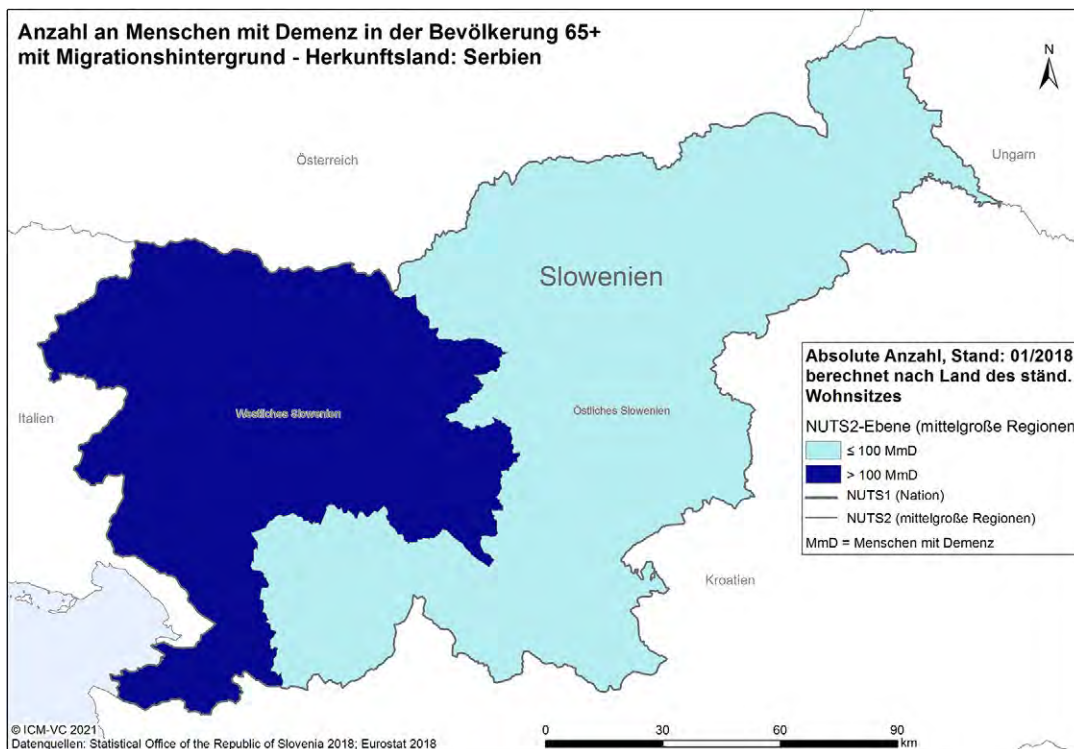 Anzahl an Menschen mit Demenz in der Bevölkerung 65+
mit Migrationshintergrund - Herkunftsland: Serbien
N
Österreich
Ungarn
Slowenien
Absolute Anzahl, Stand: 01/2018
berechnet nach Land des ständ.
Wohnsitzes
NUTS2-Ebene (mittelgroße Regionen)
≤ 100 MmD
> 100 MmD
NUTS1 (Nation)
NUTS2 (mittelgroße Regionen)
MmD = Menschen mit Demenz
Italien
Westliches Slowenien
Östliches Slowenien
Kroatien
© ICM-VC 2021
Datenquellen: Statistical Office of the Republic of Slovenia 2018; Eurostat 2018
0 30 60 90
km